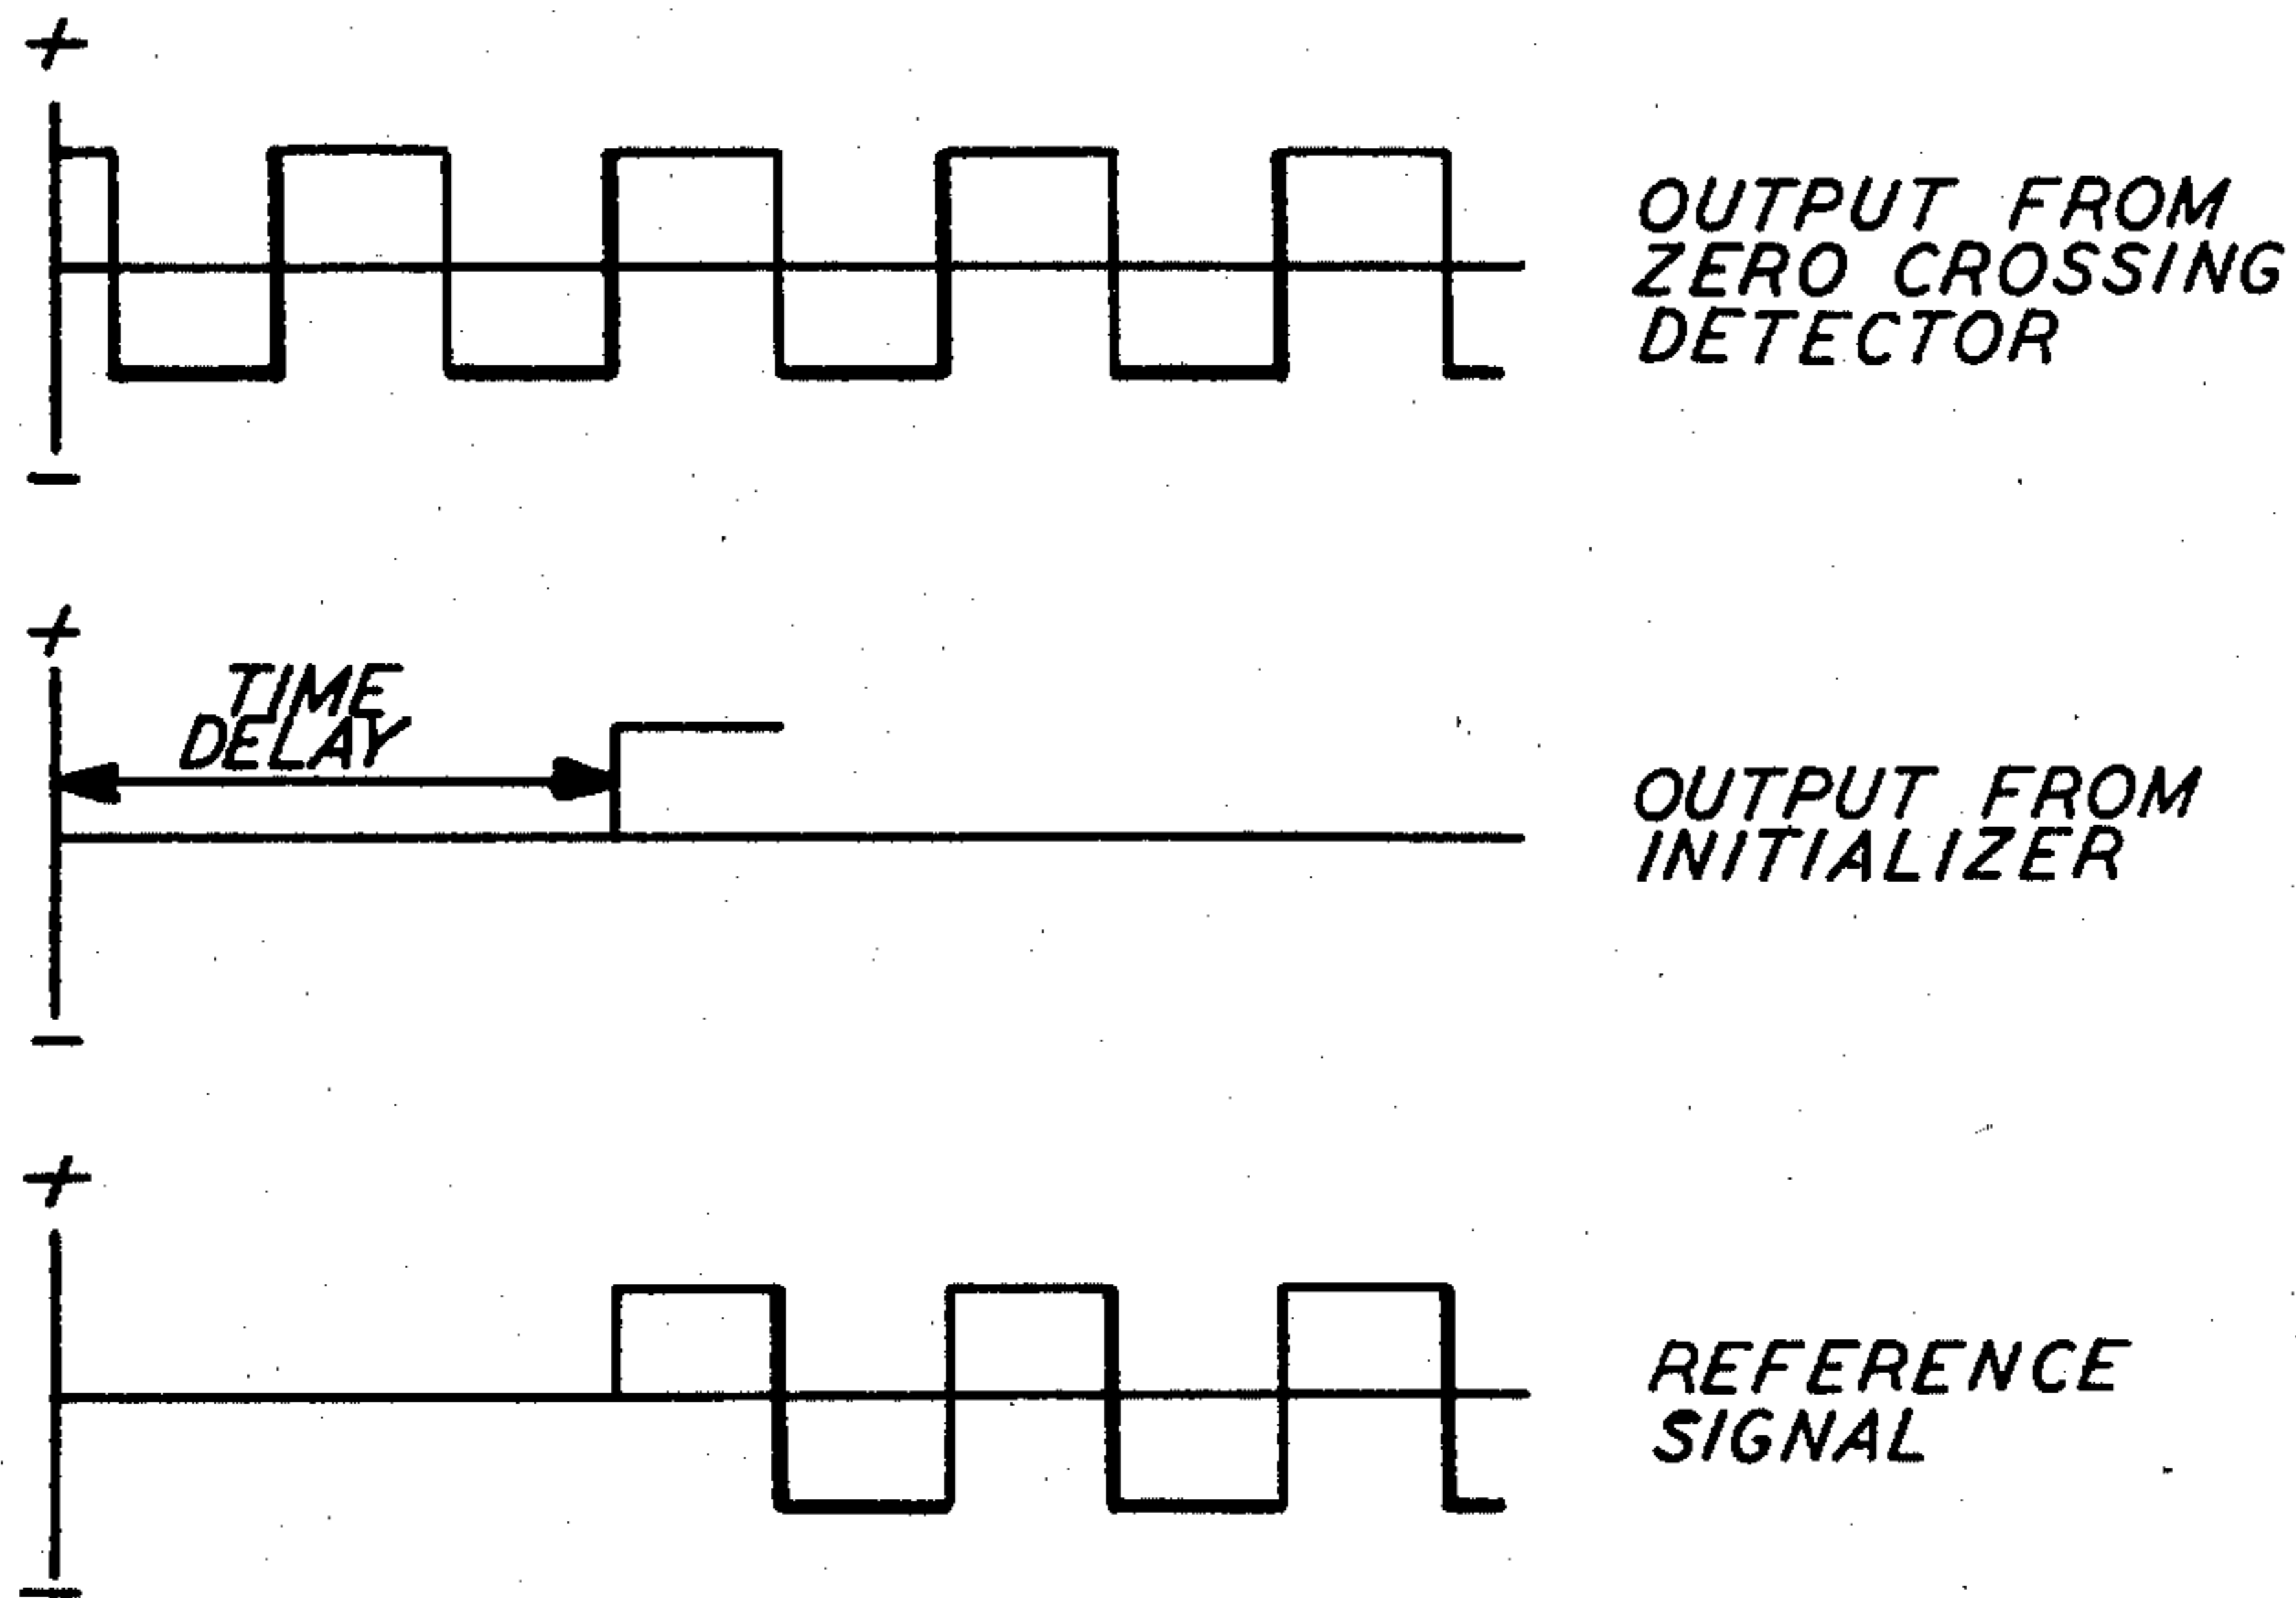 +
OUTPUT FROM
ZERO CROSSING
DETECTOR
−
+
TIME
DELAY
OUTPUT FROM
INITIALIZER
−
+
REFERENCE
SIGNAL
−